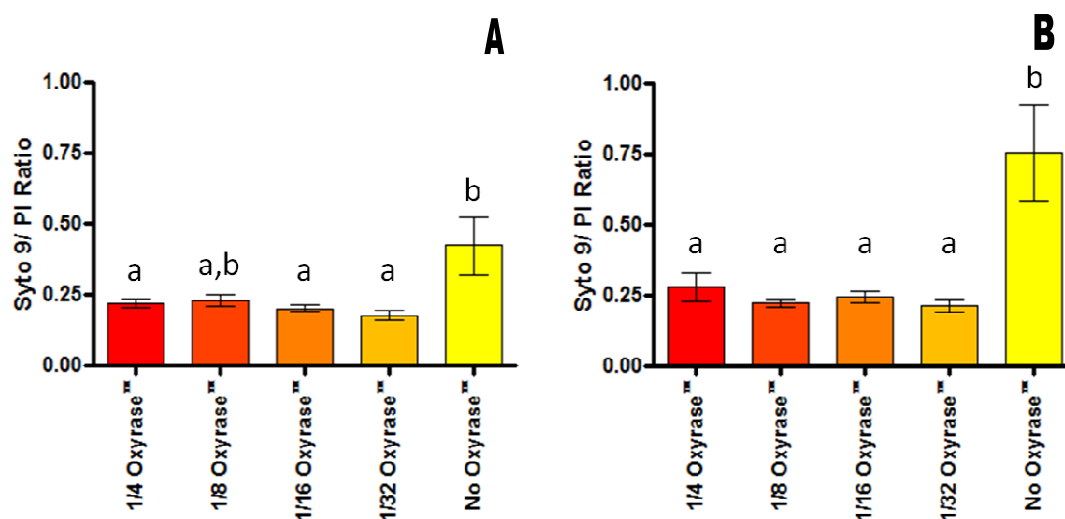 A
1.00
0.75
0.50
0.25
0.00
Syto 9/ PI Ratio
a
a,b
a
a
b
1/4 Oxyrase™
1/8 Oxyrase™
1/16 Oxyrase™
1/32 Oxyrase™
No Oxyrase™
B
1.00
0.75
0.50
0.25
0.00
Syto 9/ PI Ratio
a
a
a
a
b
1/4 Oxyrase™
1/8 Oxyrase™
1/16 Oxyrase™
1/32 Oxyrase™
No Oxyrase™